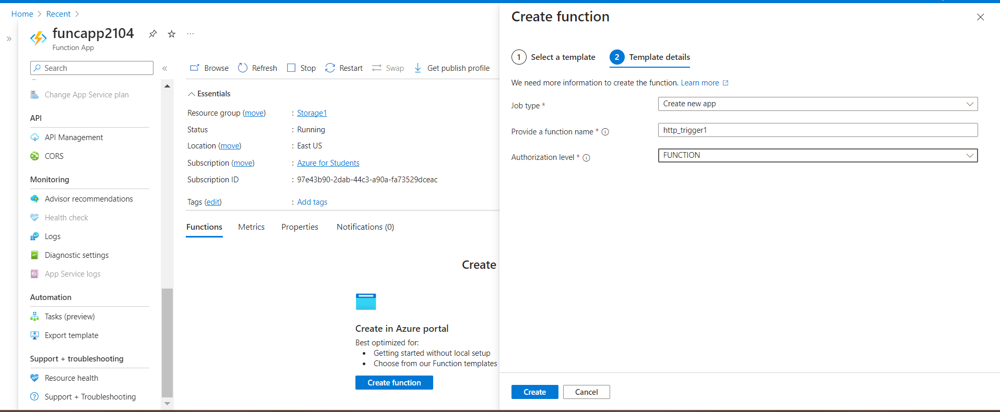 Home > Recent >
funcapp2104
Function App
Search
Change App Service plan
API
API Management
CORS
Monitoring
Advisor recommendations
Health check
Logs
Diagnostic settings
App Service logs
Automation
Tasks (preview)
Export template
Support + troubleshooting
Resource health
Support + Troubleshooting
Browse Refresh Stop Restart Swap Get publish profile
Essentials
Resource group (move) : Storage1
Status : Running
Location (move) : East US
Subscription (move) : Azure for Students
Subscription ID : 97e43b90-2dab-44c3-a90a-fa73529dceac
Tags (edit) : Add tags
Functions Metrics Properties Notifications (0)
Create
Create in Azure portal
Best optimized for:
• Getting started without local setup
• Choose from our Function templates
Create function
Create function
1 Select a template 2 Template details
We need more information to create the function. Learn more
Job type * Create new app
Provide a function name * http_trigger1
Authorization level * FUNCTION
Create Cancel